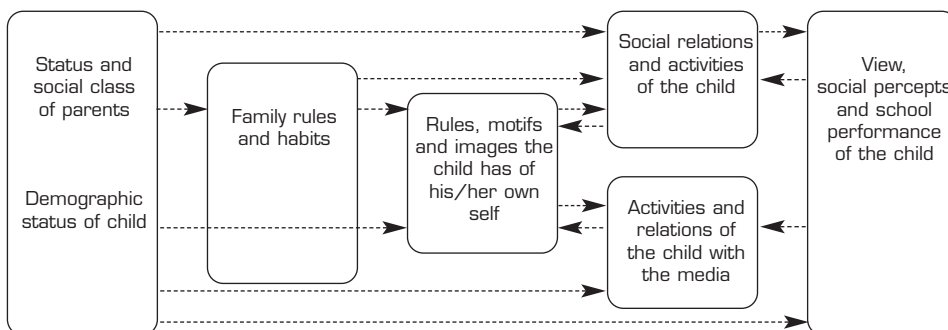 Status and
social class
of parents
Demographic
status of child
Family rules
and habits
Rules, motifs
and images the
child has of
his/her own
self
Social relations
and activities
of the child
Activities and
relations of
the child with
the media
View,
social percepts
and school
performance
of the child